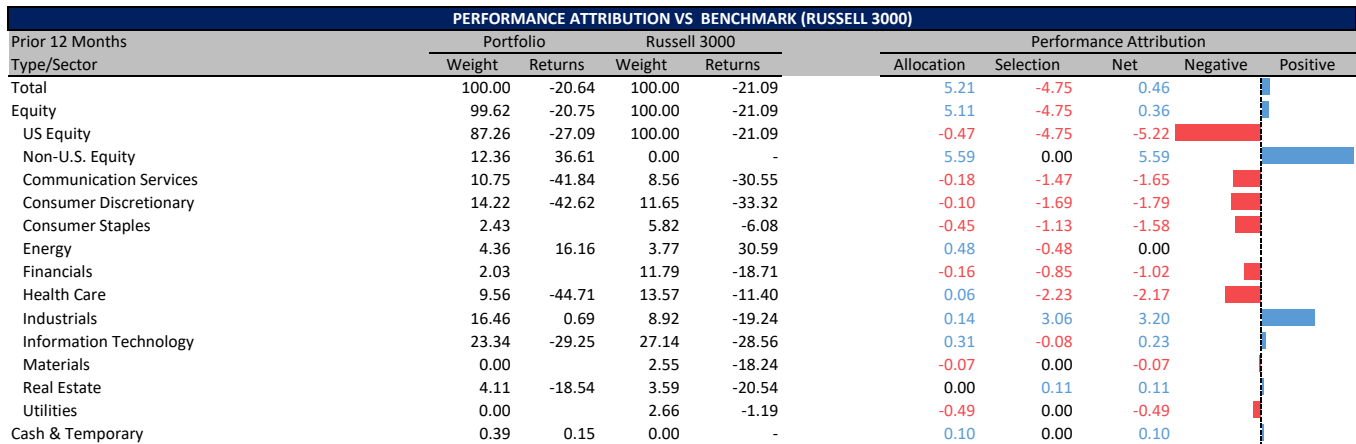 PERFORMANCE ATTRIBUTION VS BENCHMARK (RUSSELL 3000)
Prior 12 Months Portfolio Russell 3000 Performance Attribution
Type/Sector Weight Returns Weight Returns Allocation Selection Net Negative Positive
Total 100.00 -20.64 100.00 -21.09 5.21 -4.75 0.46
Equity 99.62 -20.75 100.00 -21.09 5.11 -4.75 0.36
US Equity 87.26 -27.09 100.00 -21.09 -0.47 -4.75 -5.22
Non-U.S. Equity 12.36 36.61 0.00 - 5.59 0.00 5.59
Communication Services 10.75 -41.84 8.56 -30.55 -0.18 -1.47 -1.65
Consumer Discretionary 14.22 -42.62 11.65 -33.32 -0.10 -1.69 -1.79
Consumer Staples 2.43 5.82 -6.08 -0.45 -1.13 -1.58
Energy 4.36 16.16 3.77 30.59 0.48 -0.48 0.00
Financials 2.03 11.79 -18.71 -0.16 -0.85 -1.02
Health Care 9.56 -44.71 13.57 -11.40 0.06 -2.23 -2.17
Industrials 16.46 0.69 8.92 -19.24 0.14 3.06 3.20
Information Technology 23.34 -29.25 27.14 -28.56 0.31 -0.08 0.23
Materials 0.00 2.55 -18.24 -0.07 0.00 -0.07
Real Estate 4.11 -18.54 3.59 -20.54 0.00 0.11 0.11
Utilities 0.00 2.66 -1.19 -0.49 0.00 -0.49
Cash & Temporary 0.39 0.15 0.00 - 0.10 0.00 0.10